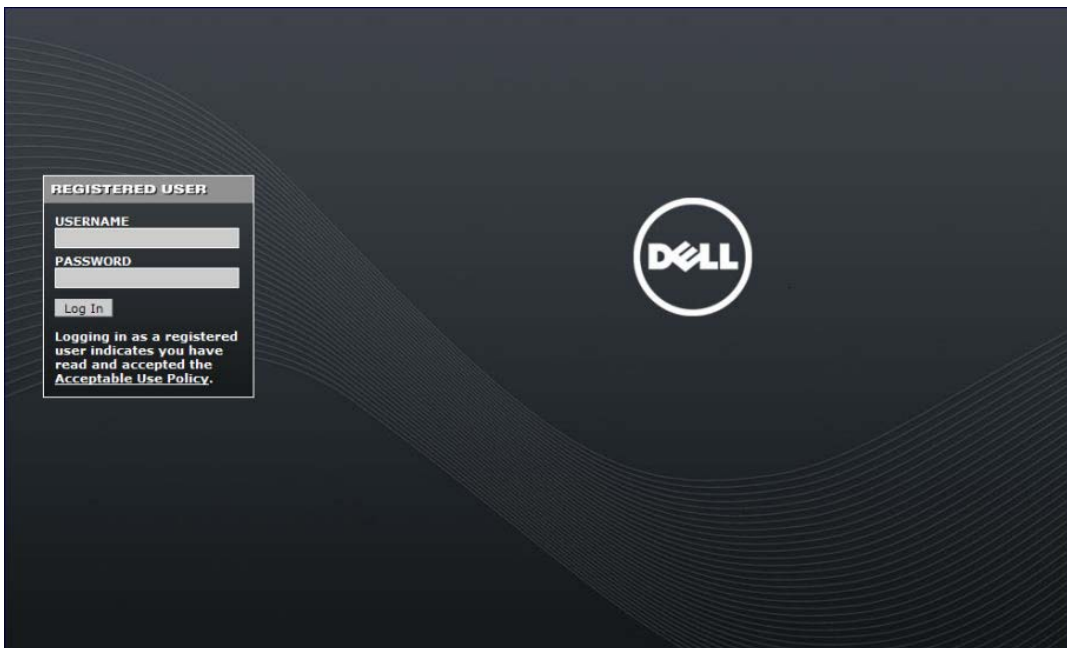 REGISTERED USER
USERNAME
PASSWORD
Log In
Logging in as a registered
user indicates you have
read and accepted the
Acceptable Use Policy.
DELL